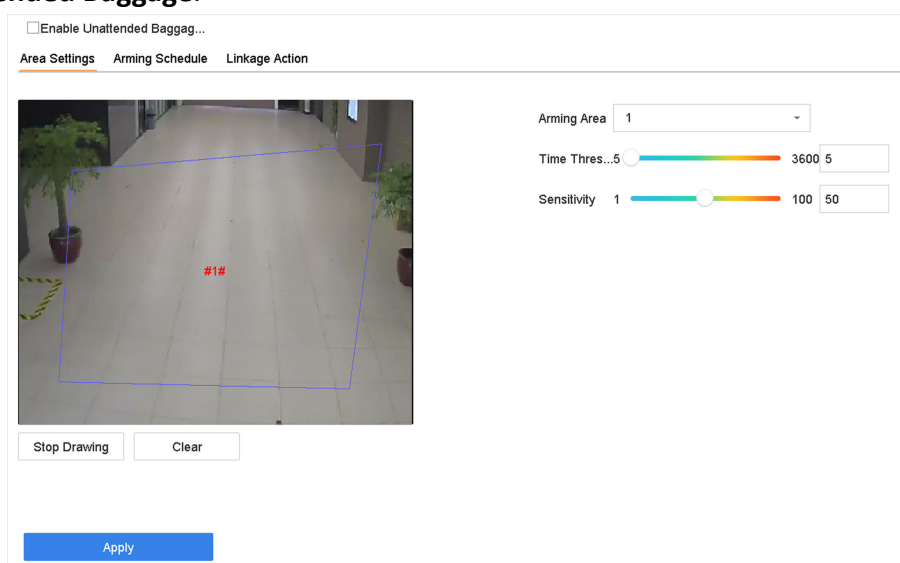 Baggage.
Enable Unattended Baggag...
Area Settings Arming Schedule Linkage Action
Arming Area 1
Time Thres...5 3600 5
Sensitivity 1 100 50
#1#
Stop Drawing Clear
Apply